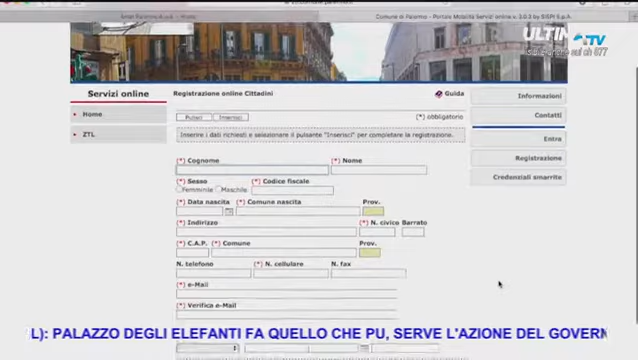 Comune di Palermo - Portale Mobilità Servizi online v. 2.0.3 by SISPI S.p.A.
ULTIMA TV
Servizi online
Registrazione online Cittadini
Guida
Informazioni
Home
Pulisci Inserisci
(*) obbligatorio
Contatti
ZTL
Inserire i dati richiesti e selezionare il pulsante "Inserisci" per completare la registrazione.
Entra
Registrazione
(*) Cognome (*) Nome
Credenziali smarrite
(*) Sesso (*) Codice fiscale
Femminile Maschile
(*) Data nascita (*) Comune nascita Prov.
(*) Indirizzo (*) N. civico Barrato
(*) C.A.P. (*) Comune Prov.
N. telefono (*) N. cellulare N. fax
(*) e-Mail
(*) Verifica e-Mail
L): PALAZZO DEGLI ELEFANTI FA QUELLO CHE PU, SERVE L'AZIONE DEL GOVERN